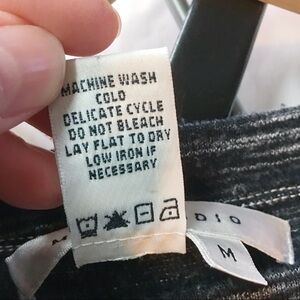 MACHINE WASH
COLD
DELICATE CYCLE
DO NOT BLEACH
LAY FLAT TO DRY
LOW IRON IF
NECESSARY
M